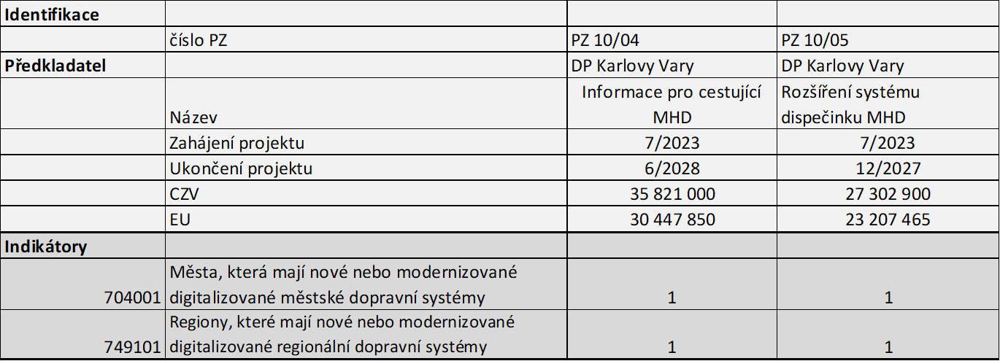 Identifikace
číslo PZ PZ 10/04 PZ 10/05
Předkladatel DP Karlovy Vary DP Karlovy Vary
Informace pro cestující Rozšíření systému
Název MHD dispečinku MHD
Zahájení projektu 7/2023 7/2023
Ukončení projektu 6/2028 12/2027
CZV 35 821 000 27 302 900
EU 30 447 850 23 207 465
Indikátory
Města, která mají nové nebo modernizované
704001 digitalizované městské dopravní systémy 1 1
Regiony, které mají nové nebo modernizované
749101 digitalizované regionální dopravní systémy 1 1